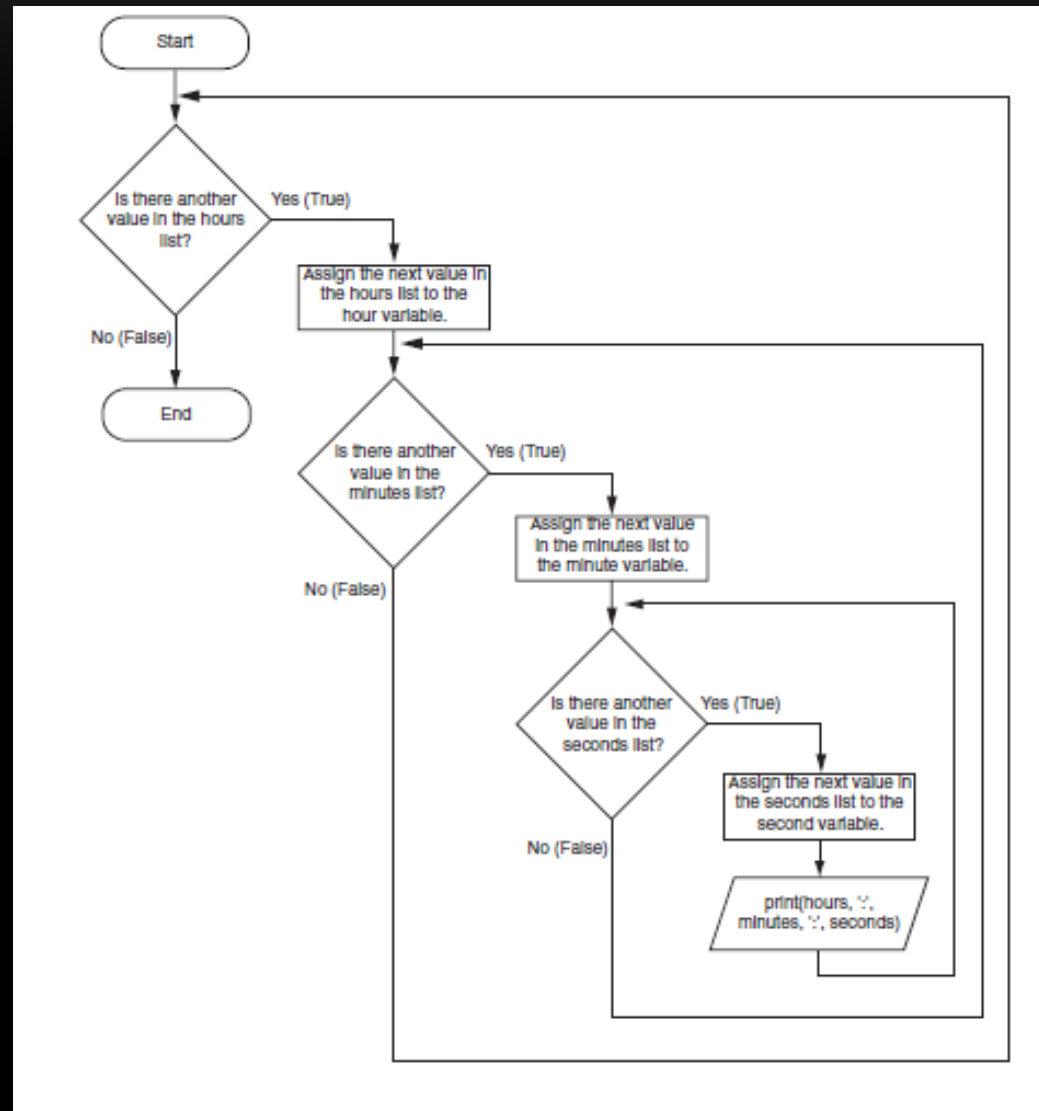 Start
Is there another
value in the hours
list?
Yes (True)
Assign the next value in
the hours list to the
hour variable.
No (False)
End
Is there another
value in the
minutes list?
Yes (True)
Assign the next value
in the minutes list to
the minute variable.
No (False)
Is there another
value in the
seconds list?
Yes (True)
Assign the next value in
the seconds list to the
second variable.
No (False)
print(hours, ':',
minutes, ':', seconds)